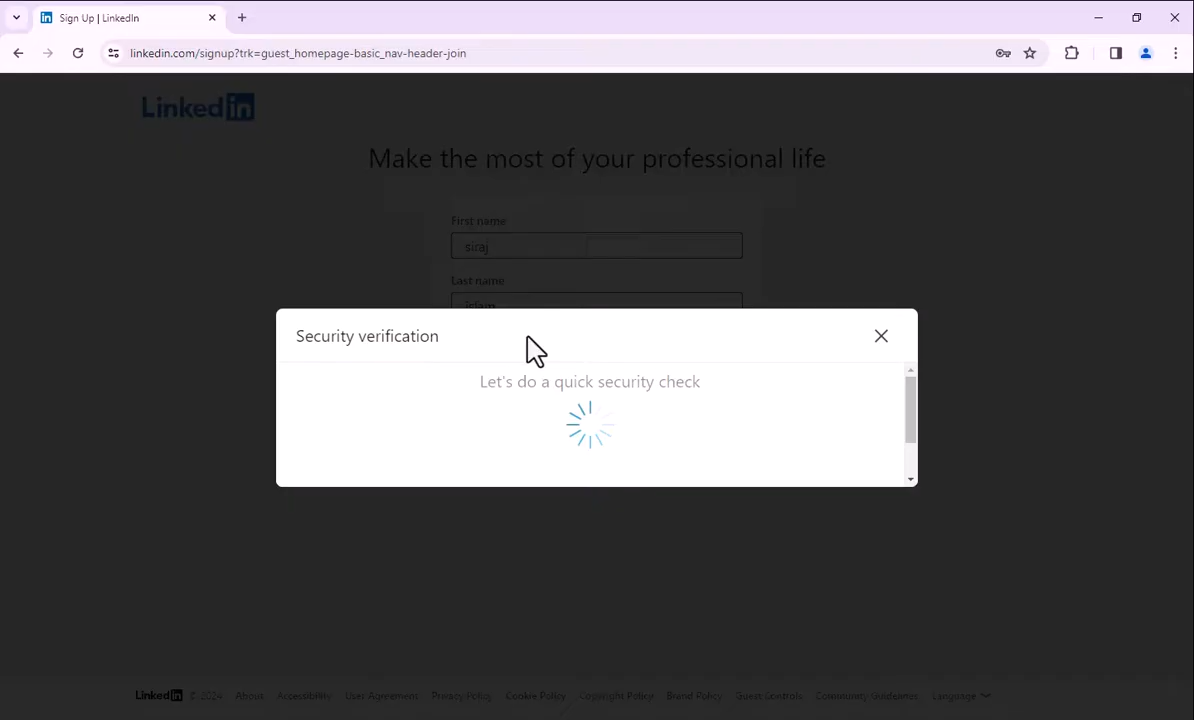 Sign Up | LinkedIn
linkedin.com/signup?trk=guest_homepage-basic_nav-header-join
Linkedin
Make the most of your professional life
First name
siraj
Last name
Security verification
Let's do a quick security check
Linkedin © 2024 About Accessibility User Agreement Privacy Policy Cookie Policy Copyright Policy Brand Policy Guest Controls Community Guidelines Language